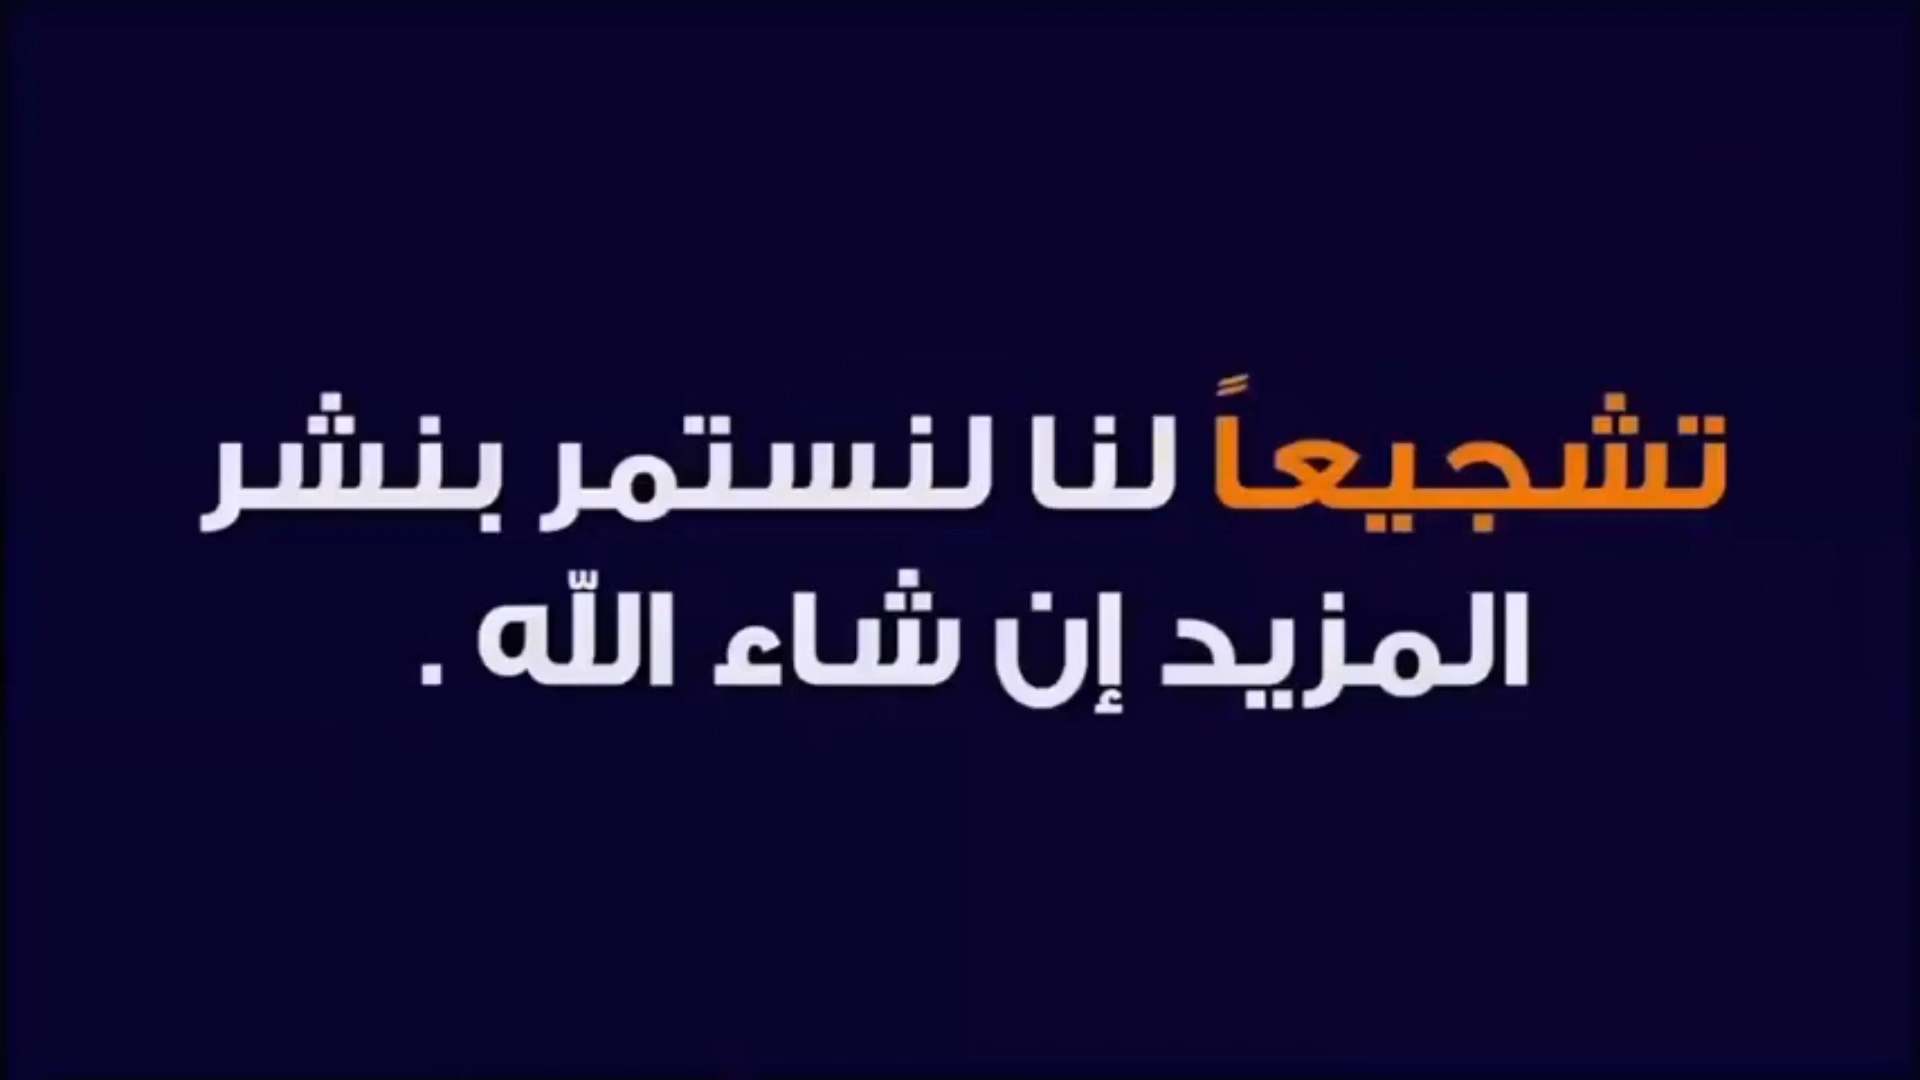 تشجيعاً لنا لنستمر بنشر
المزيد إن شاء اللّه .